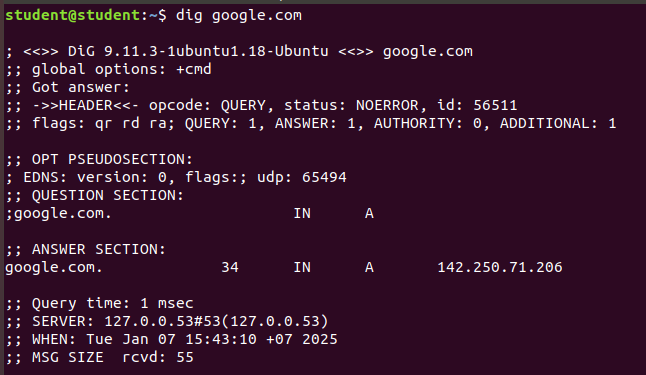 student@student:~$ dig google.com
; <<>> DiG 9.11.3-1ubuntu1.18-Ubuntu <<>> google.com
;; global options: +cmd
;; Got answer:
;; ->>HEADER<<- opcode: QUERY, status: NOERROR, id: 56511
;; flags: qr rd ra; QUERY: 1, ANSWER: 1, AUTHORITY: 0, ADDITIONAL: 1
;; OPT PSEUDOSECTION:
; EDNS: version: 0, flags:; udp: 65494
;; QUESTION SECTION:
;google.com. IN A
;; ANSWER SECTION:
google.com. 34 IN A 142.250.71.206
;; Query time: 1 msec
;; SERVER: 127.0.0.53#53(127.0.0.53)
;; WHEN: Tue Jan 07 15:43:10 +07 2025
;; MSG SIZE rcvd: 55